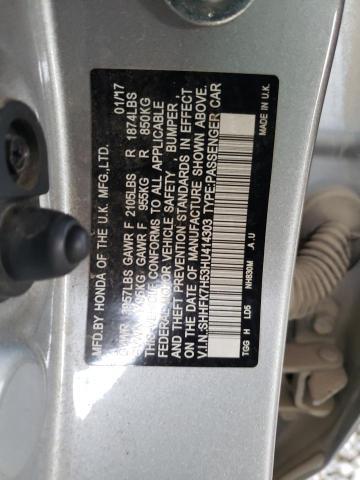 MFD.BY HONDA OF THE U.K. MFG.,LTD. 01/17
GAWR F 2105LBS R 1874LBS
GAWR F 955KG R 850KG
CONFORMS TO ALL APPLICABLE
FEDERAL MOTOR VEHICLE SAFETY , BUMPER ,
AND THEFT PREVENTION STANDARDS IN EFFECT
ON THE DATE OF MANUFACTURE SHOWN ABOVE.
V.I.N.:SHHFK7H53HU414303 TYPE:PASSENGER CAR
TGG H LD5 NH830M .A.U MADE IN U.K.